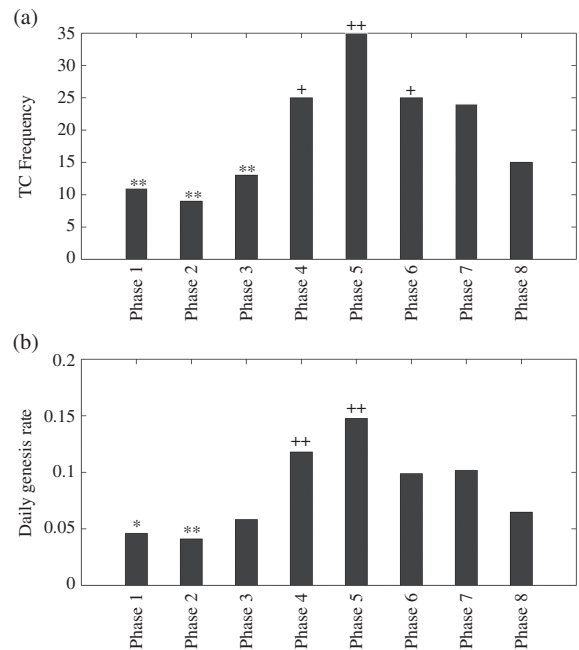 (a)
TC Frequency
35
30
25
20
15
10
5
0
**
**
**
+
++
+
Phase 1
Phase 2
Phase 3
Phase 4
Phase 5
Phase 6
Phase 7
Phase 8
(b)
Daily genesis rate
0.2
0.15
0.1
0.05
0
*
**
++
++
Phase 1
Phase 2
Phase 3
Phase 4
Phase 5
Phase 6
Phase 7
Phase 8